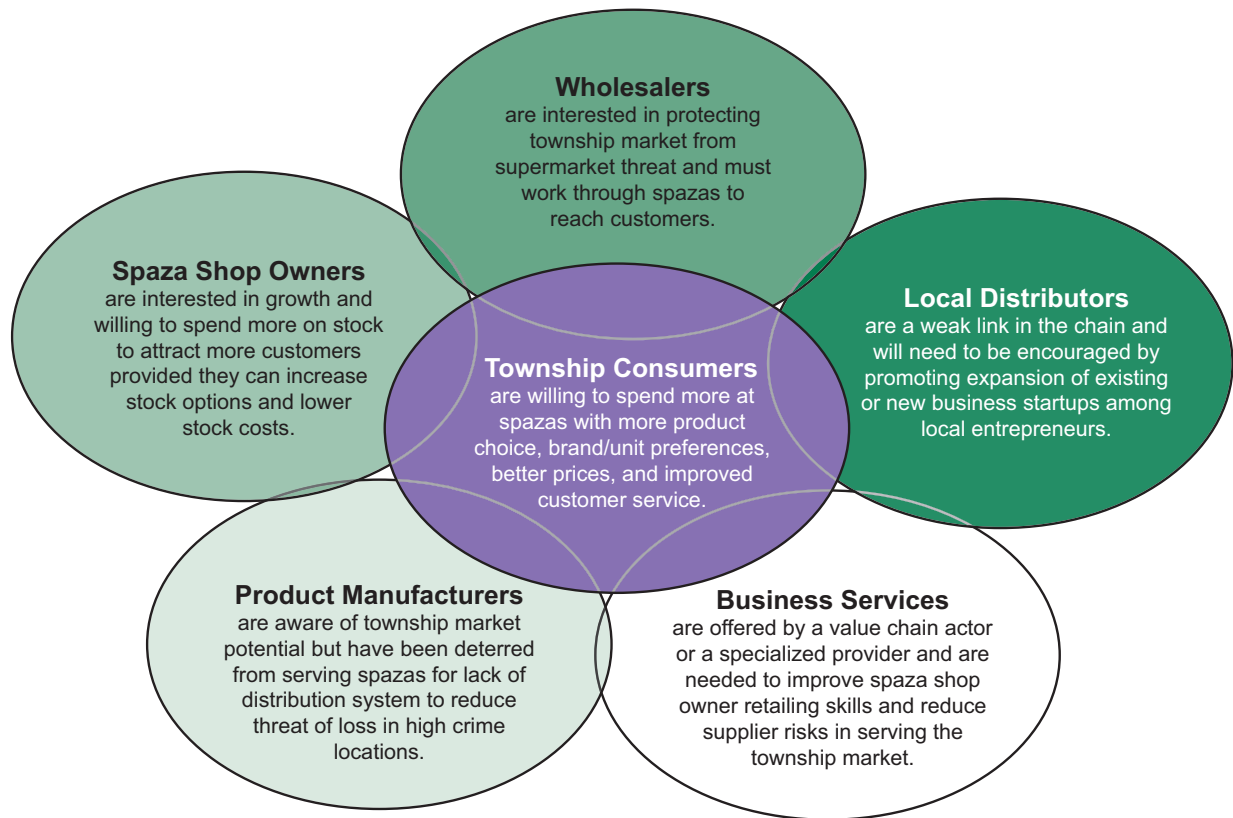 Wholesalers
are interested in protecting
township market from
supermarket threat and must
work through spazas to
reach customers.
Spaza Shop Owners
are interested in growth and
willing to spend more on stock
to attract more customers
provided they can increase
stock options and lower
stock costs.
Local Distributors
are a weak link in the chain and
will need to be encouraged by
promoting expansion of existing
or new business startups among
local entrepreneurs.
Township Consumers
are willing to spend more at
spazas with more product
choice, brand/unit preferences,
better prices, and improved
customer service.
Product Manufacturers
are aware of township market
potential but have been deterred
from serving spazas for lack of
distribution system to reduce
threat of loss in high crime
locations.
Business Services
are offered by a value chain actor
or a specialized provider and are
needed to improve spaza shop
owner retailing skills and reduce
supplier risks in serving the
township market.